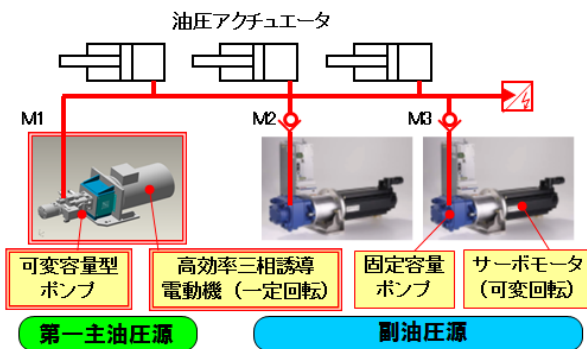 油圧アクチュエータ
M1
M2
M3
可変容量型
ポンプ
高効率三相誘導
電動機（一定回転）
固定容量
ポンプ
サーボモータ
（可変回転）
第一主油圧源
副油圧源